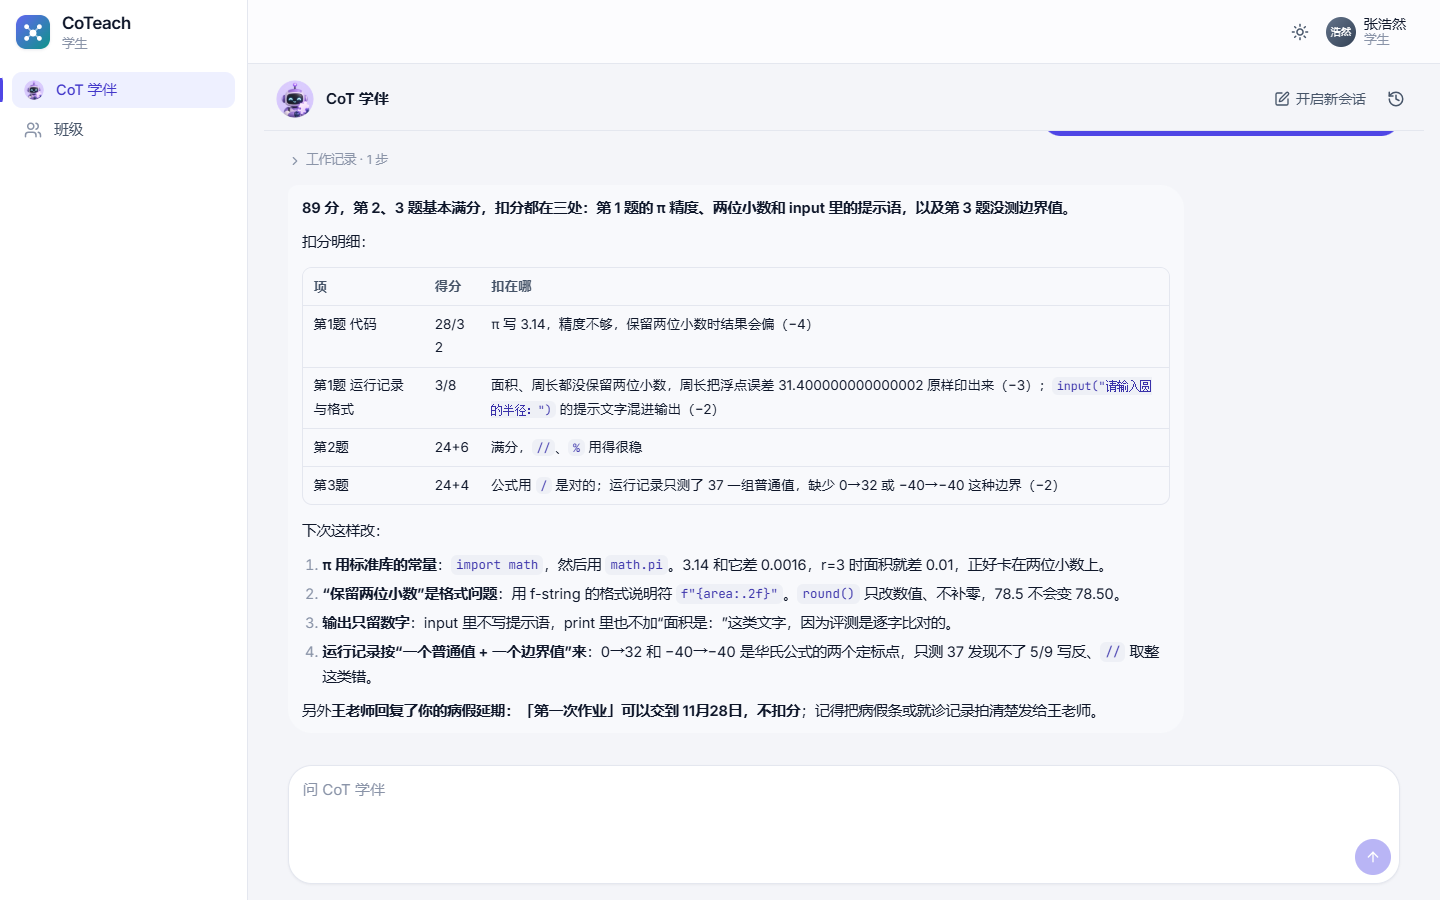 CoTeach
学生
CoT 学伴
班级
浩然
张浩然
学生
CoT 学伴
开启新会话
工作记录 · 1 步
89 分，第 2、3 题基本满分，扣分都在三处：第 1 题的 π 精度、两位小数和 input 里的提示语，以及第 3 题没测边界值。
扣分明细：
项 得分 扣在哪
第1题 代码 28/3 π 写 3.14，精度不够，保留两位小数时结果会偏（−4）
2
第1题 运行记录 3/8 面积、周长都没保留两位小数，周长把浮点误差 31.400000000000002 原样印出来（−3）；input("请输入圆
与格式 的半径：") 的提示文字混进输出（−2）
第2题 24+6 满分，//、% 用得很稳
第3题 24+4 公式用 / 是对的；运行记录只测了 37 一组普通值，缺少 0→32 或 −40→−40 这种边界（−2）
下次这样改：
1. π 用标准库的常量：import math，然后用 math.pi。3.14 和它差 0.0016，r=3 时面积就差 0.01，正好卡在两位小数上。
2. “保留两位小数”是格式问题：用 f-string 的格式说明符 f"{area:.2f}"。round() 只改数值、不补零，78.5 不会变 78.50。
3. 输出只留数字：input 里不写提示语，print 里也不加“面积是：”这类文字，因为评测是逐字比对的。
4. 运行记录按“一个普通值 + 一个边界值”来：0→32 和 −40→−40 是华氏公式的两个定标点，只测 37 发现不了 5/9 写反、// 取整
这类错。
另外王老师回复了你的病假延期：「第一次作业」可以交到 11月28日，不扣分；记得把病假条或就诊记录拍清楚发给王老师。
问 CoT 学伴